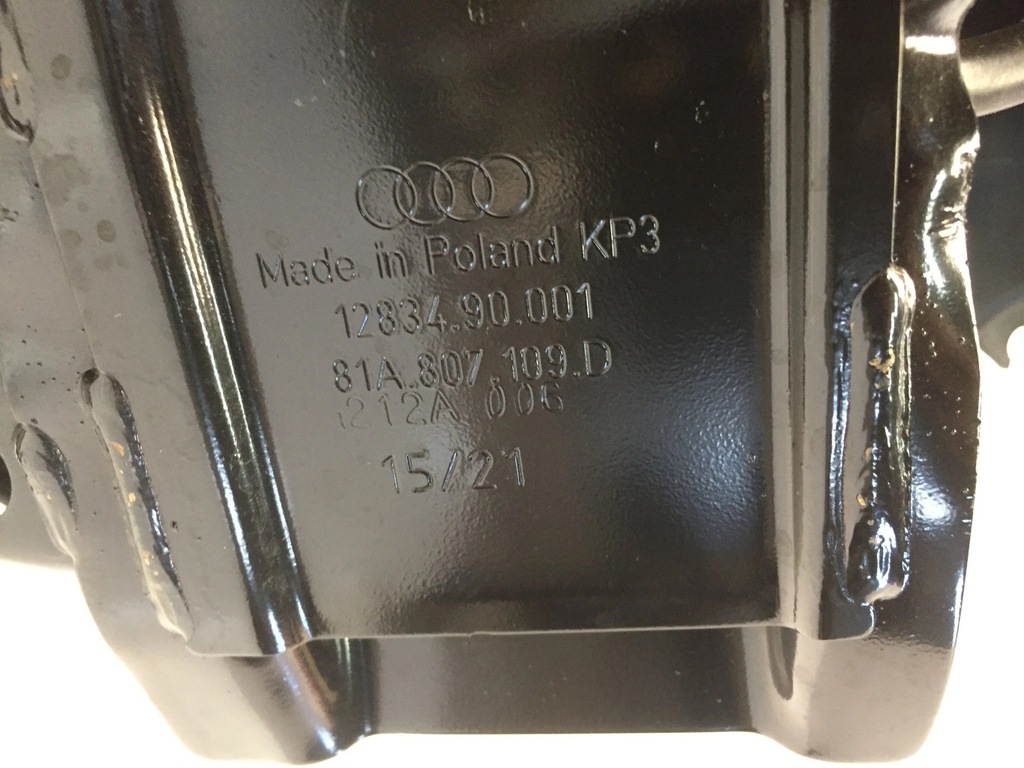 Made in Poland KP3
12834.90.001
81A.807.109.D
1212A 006
15/21